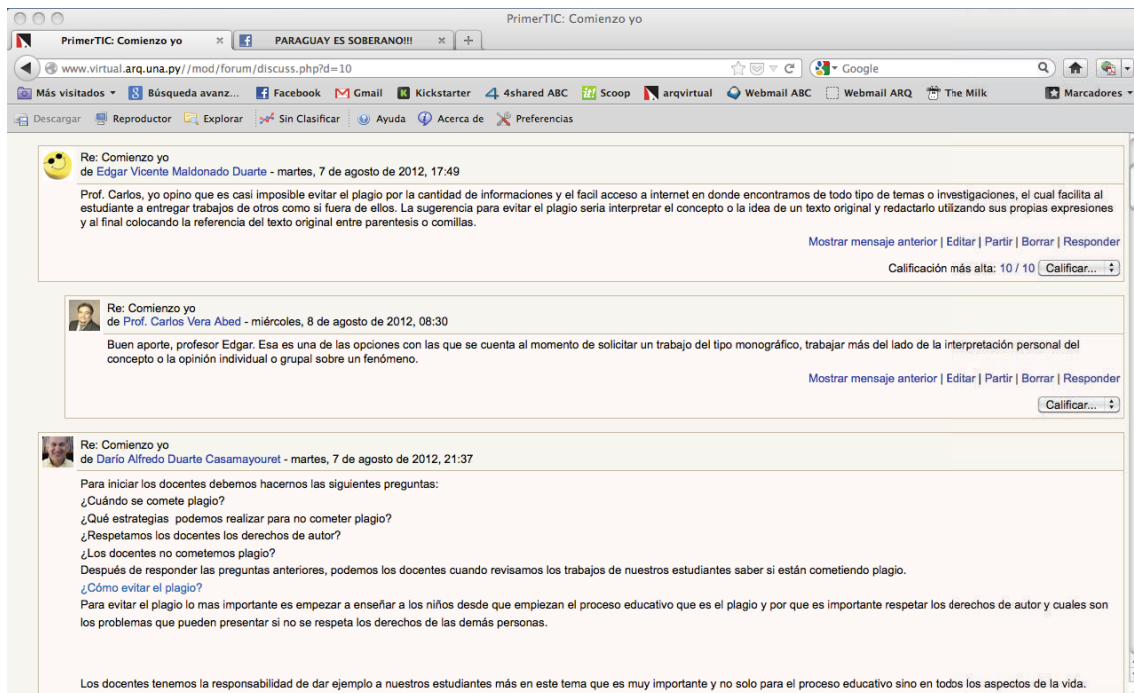 PrimerTIC: Comienzo yo
PrimerTIC: Comienzo yo
PARAGUAY ES SOBERANO!!!
www.virtual.arq.una.py//mod/forum/discuss.php?d=10
Google
Más visitados
Búsqueda avanz...
Facebook
Gmail
Kickstarter
4shared ABC
Scoop
arqvirtual
Webmail ABC
Webmail ARQ
The Milk
Marcadores
Descargar
Reproductor
Explorar
Sin Clasificar
Ayuda
Acerca de
Preferencias
Re: Comienzo yo
de Edgar Vicente Maldonado Duarte - martes, 7 de agosto de 2012, 17:49
Prof. Carlos, yo opino que es casi imposible evitar el plagio por la cantidad de informaciones y el facil acceso a internet en donde encontramos de todo tipo de temas o investigaciones, el cual facilita al
estudiante a entregar trabajos de otros como si fuera de ellos. La sugerencia para evitar el plagio seria interpretar el concepto o la idea de un texto original y redactarlo utilizando sus propias expresiones
y al final colocando la referencia del texto original entre parentesis o comillas.
Mostrar mensaje anterior | Editar | Partir | Borrar | Responder
Calificación más alta: 10 / 10 Calificar...
Re: Comienzo yo
de Prof. Carlos Vera Abed - miércoles, 8 de agosto de 2012, 08:30
Buen aporte, profesor Edgar. Esa es una de las opciones con las que se cuenta al momento de solicitar un trabajo del tipo monográfico, trabajar más del lado de la interpretación personal del
concepto o la opinión individual o grupal sobre un fenómeno.
Mostrar mensaje anterior | Editar | Partir | Borrar | Responder
Calificar...
Re: Comienzo yo
de Darío Alfredo Duarte Casamayouret - martes, 7 de agosto de 2012, 21:37
Para iniciar los docentes debemos hacernos las siguientes preguntas:
¿Cuándo se comete plagio?
¿Qué estrategias podemos realizar para no cometer plagio?
¿Respetamos los docentes los derechos de autor?
¿Los docentes no cometemos plagio?
Después de responder las preguntas anteriores, podemos los docentes cuando revisamos los trabajos de nuestros estudiantes saber si están cometiendo plagio.
¿Cómo evitar el plagio?
Para evitar el plagio lo mas importante es empezar a enseñar a los niños desde que empiezan el proceso educativo que es el plagio y por que es importante respetar los derechos de autor y cuales son
los problemas que pueden presentar si no se respeta los derechos de las demás personas.
Los docentes tenemos la responsabilidad de dar ejemplo a nuestros estudiantes más en este tema que es muy importante y no solo para el proceso educativo sino en todos los aspectos de la vida.